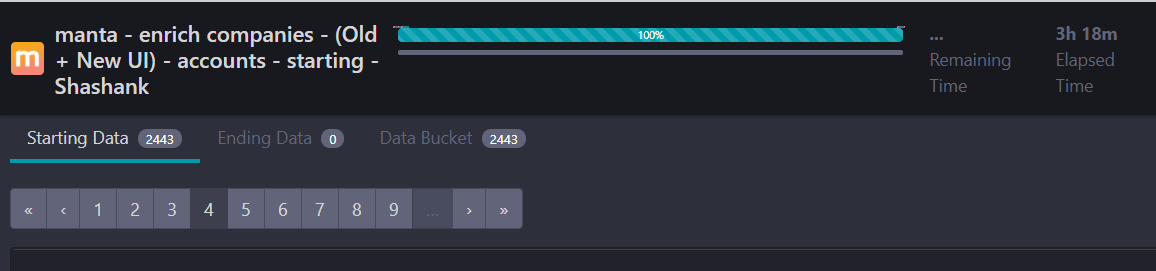 m
manta - enrich companies - (Old
+ New UI) - accounts - starting -
Shashank
100%
...
Remaining
Time
3h 18m
Elapsed
Time
Starting Data 2443
Ending Data 0
Data Bucket 2443
« ‹ 1 2 3 4 5 6 7 8 9 ... › »